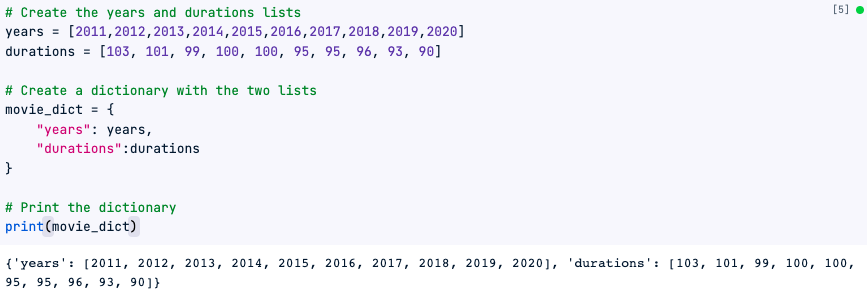 # Create the years and durations lists
[5]
years = [2011,2012,2013,2014,2015,2016,2017,2018,2019,2020]
durations = [103, 101, 99, 100, 100, 95, 95, 96, 93, 90]

# Create a dictionary with the two lists
movie_dict = {
    "years": years,
    "durations":durations
}

# Print the dictionary
print(movie_dict)
{'years': [2011, 2012, 2013, 2014, 2015, 2016, 2017, 2018, 2019, 2020], 'durations': [103, 101, 99, 100, 100,
95, 95, 96, 93, 90]}